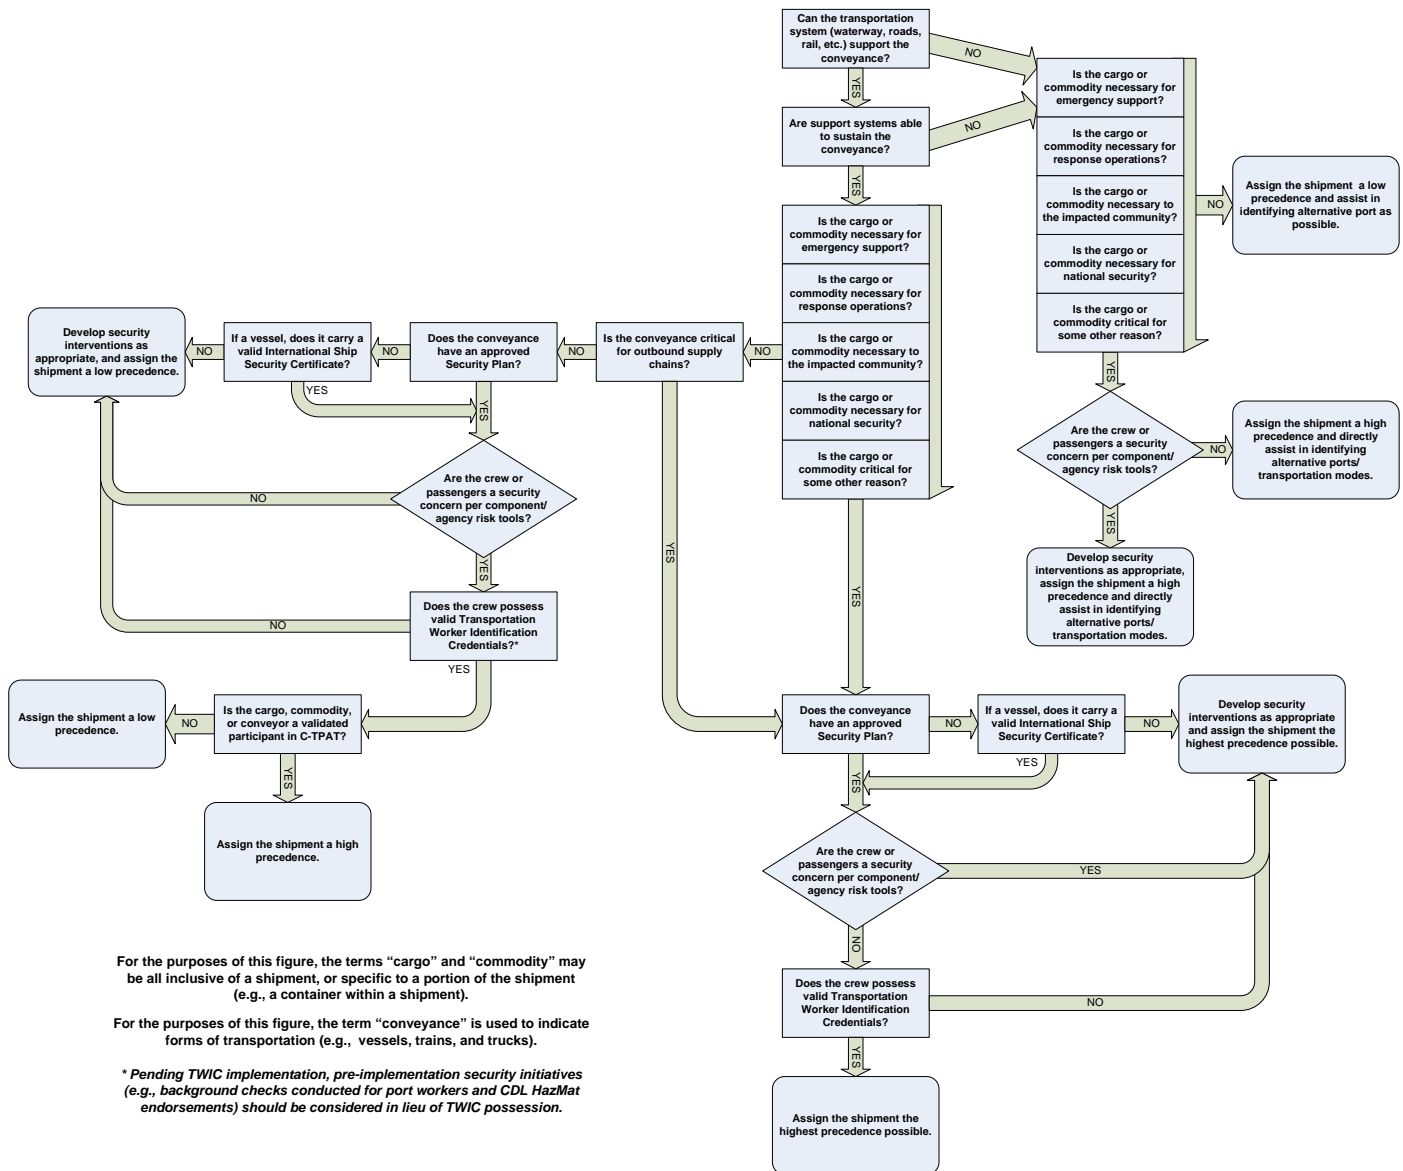 Can the transportation
system (waterway, roads,
rail, etc.) support the
conveyance?
NO
YES
Are support systems able
to sustain the
conveyance?
NO
YES
Is the cargo or
commodity necessary for
emergency support?
Is the cargo or
commodity necessary for
response operations?
Is the cargo or
commodity necessary to
the impacted community?
Is the cargo or
commodity necessary for
national security?
Is the cargo or
commodity critical for
some other reason?
NO
Assign the shipment a low
precedence and assist in
identifying alternative port as
possible.
YES
Are the crew or
passengers a security
concern per component/
agency risk tools?
NO
Assign the shipment a high
precedence and directly
assist in identifying
alternative ports/
transportation modes.
YES
Develop security
interventions as appropriate,
assign the shipment a high
precedence and directly
assist in identifying
alternative ports/
transportation modes.
Is the cargo or
commodity necessary for
emergency support?
Is the cargo or
commodity necessary for
response operations?
Is the cargo or
commodity necessary to
the impacted community?
Is the cargo or
commodity necessary for
national security?
Is the cargo or
commodity critical for
some other reason?
NO
YES
Is the conveyance critical
for outbound supply
chains?
NO
YES
Does the conveyance
have an approved
Security Plan?
NO
YES
If a vessel, does it carry a
valid International Ship
Security Certificate?
NO
YES
Develop security
interventions as
appropriate, and assign the
shipment a low precedence.
Are the crew or
passengers a security
concern per component/
agency risk tools?
NO
YES
Does the crew possess
valid Transportation
Worker Identification
Credentials?*
NO
YES
Is the cargo, commodity,
or conveyor a validated
participant in C-TPAT?
NO
Assign the shipment a low
precedence.
YES
Assign the shipment a high
precedence.
Does the conveyance
have an approved
Security Plan?
NO
YES
If a vessel, does it carry a
valid International Ship
Security Certificate?
NO
YES
Develop security
interventions as appropriate
and assign the shipment the
highest precedence possible.
Are the crew or
passengers a security
concern per component/
agency risk tools?
YES
NO
Does the crew possess
valid Transportation
Worker Identification
Credentials?
NO
YES
Assign the shipment the
highest precedence possible.
For the purposes of this figure, the terms “cargo” and “commodity” may
be all inclusive of a shipment, or specific to a portion of the shipment
(e.g., a container within a shipment).
For the purposes of this figure, the term “conveyance” is used to indicate
forms of transportation (e.g., vessels, trains, and trucks).
* Pending TWIC implementation, pre-implementation security initiatives
(e.g., background checks conducted for port workers and CDL HazMat
endorsements) should be considered in lieu of TWIC possession.